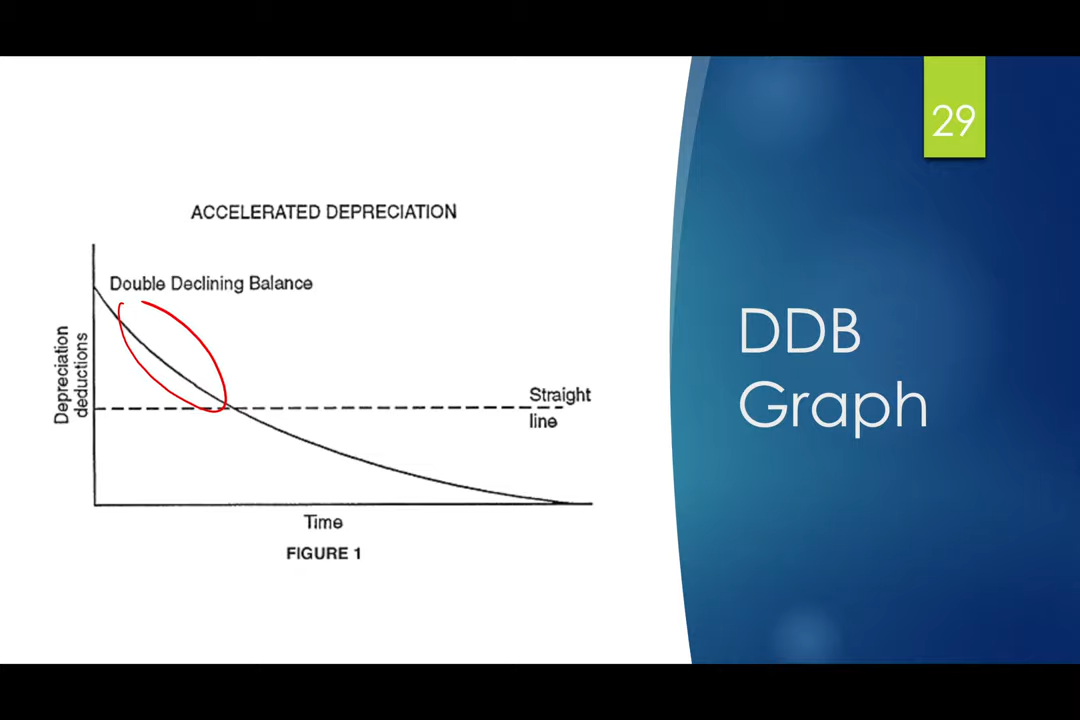 29
ACCELERATED DEPRECIATION
Double Declining Balance
Depreciation
deductions
Straight
line
Time
FIGURE 1
DDB
Graph